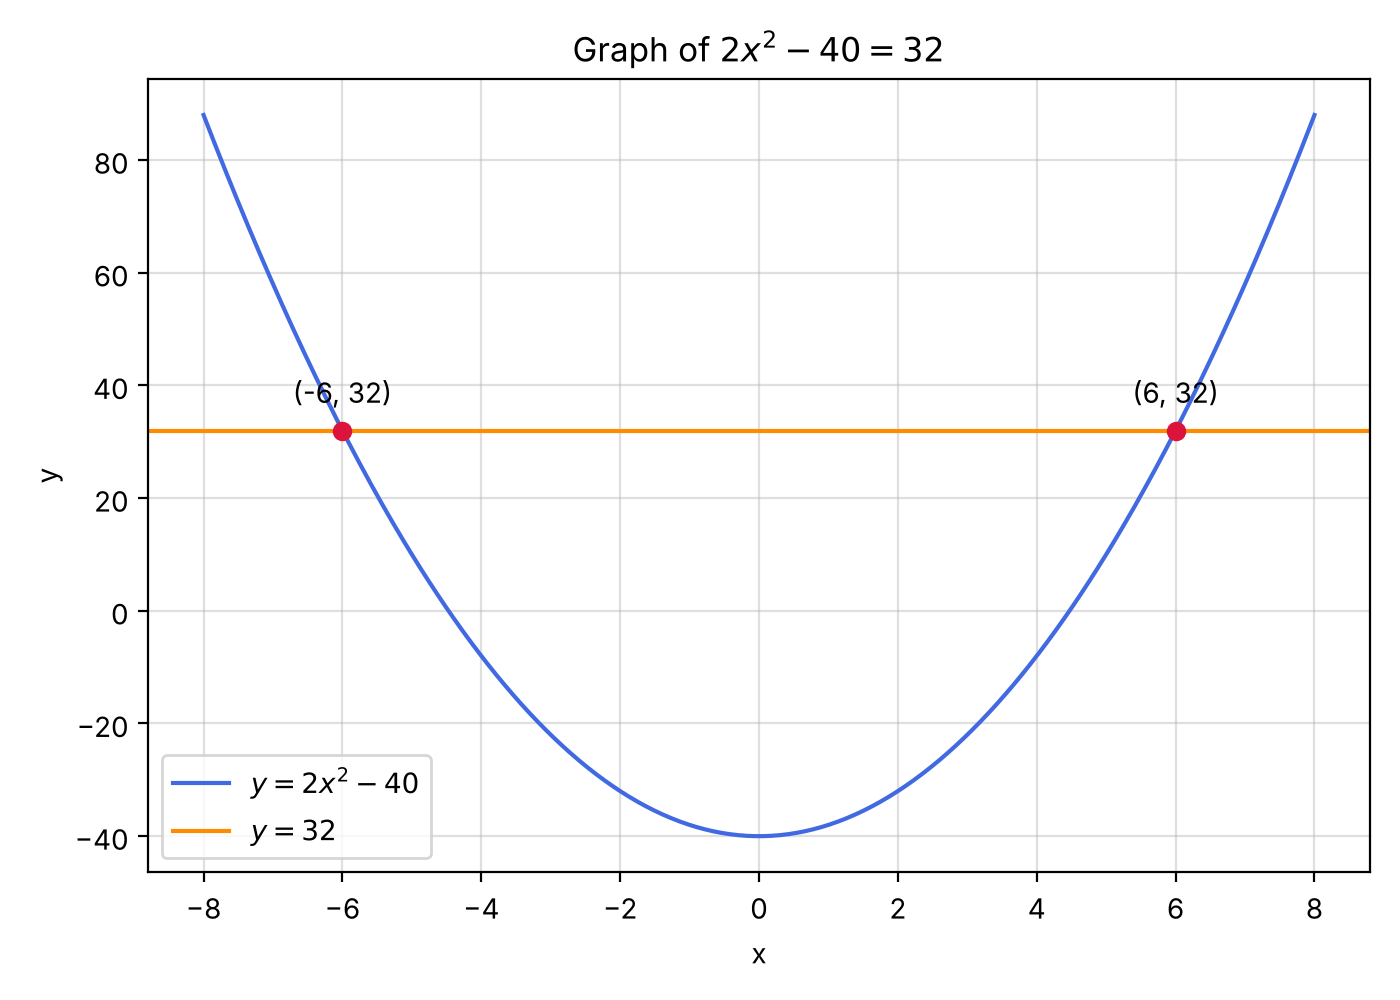 Graph of 2x² − 40 = 32
80
60
40
20
0
−20
−40
y
(-6, 32)
(6, 32)
y = 2x² − 40
y = 32
−8 −6 −4 −2 0 2 4 6 8
x